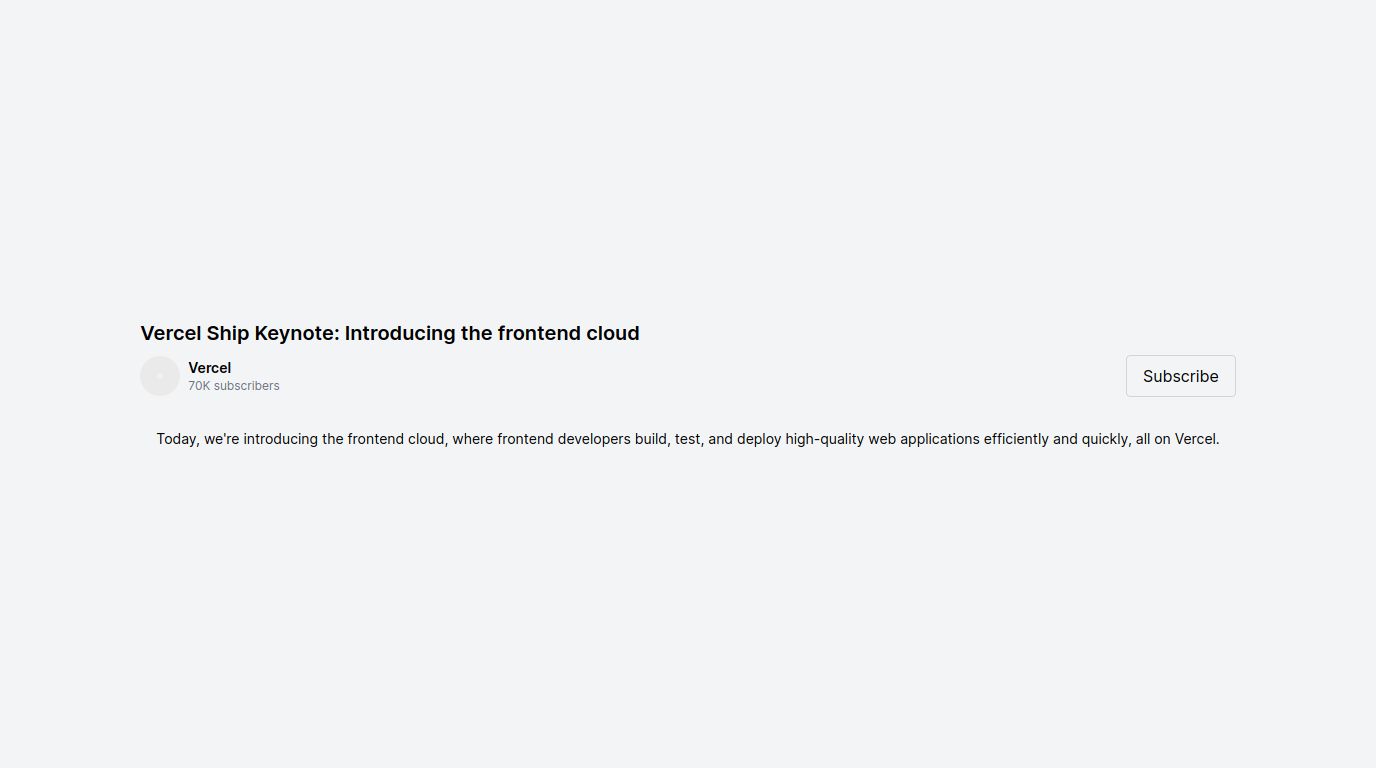 Vercel Ship Keynote: Introducing the frontend cloud
Vercel
70K subscribers
Subscribe
Today, we're introducing the frontend cloud, where frontend developers build, test, and deploy high-quality web applications efficiently and quickly, all on Vercel.